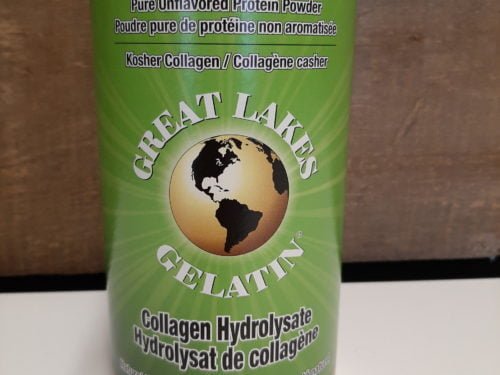 Pure Unflavored Protein Powder
Poudre pure de protéine non aromatisée
Kosher Collagen / Collagène casher
GREAT LAKES
GELATIN®
Collagen Hydrolysate
Hydrolysat de collagène